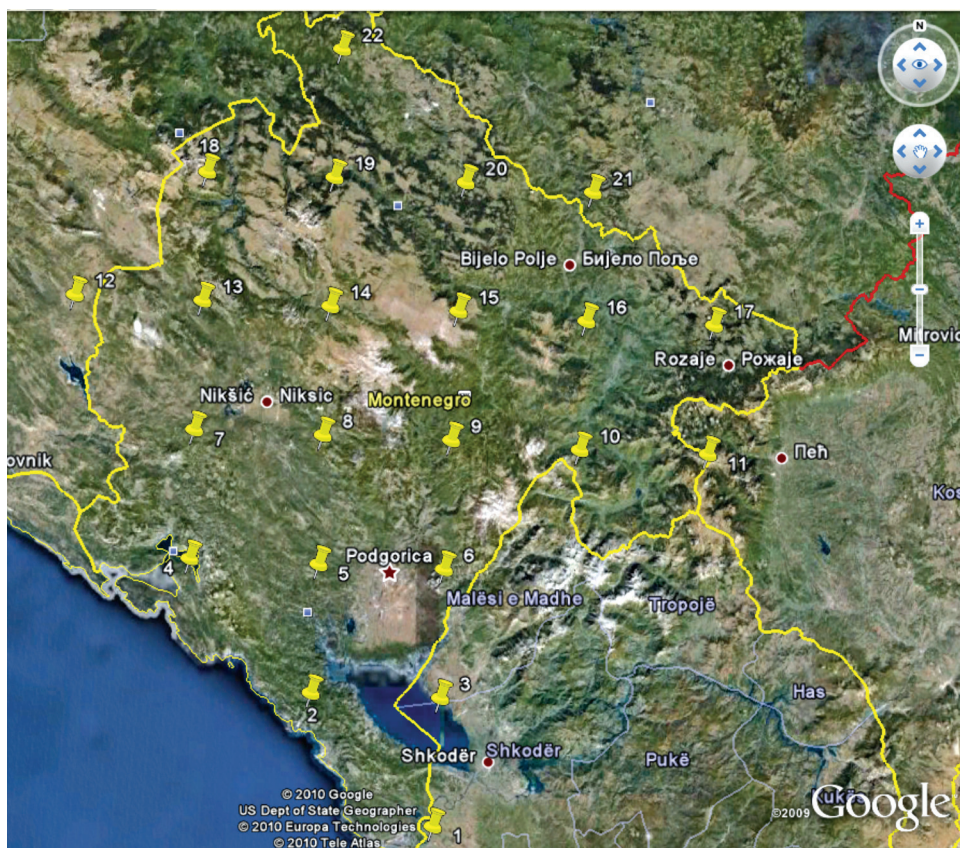 N
22
18
19
20
21
Bijelo Polje Бијело Поље
12
13
14
15
16
17
Mitrovic
Rozaje Рожаје
Nikšić Niksic
Montenegro
7
8
9
10
11
Пећ
ovnik
Kos
4
5
Podgorica
6
Malësi e Madhe
Tropojë
2
3
Has
Shkodër Shkodër
Pukë
© 2010 Google
US Dept of State Geographer
© 2010 Europa Technologies
© 2010 Tele Atlas
1
©2009 Google
Kukës